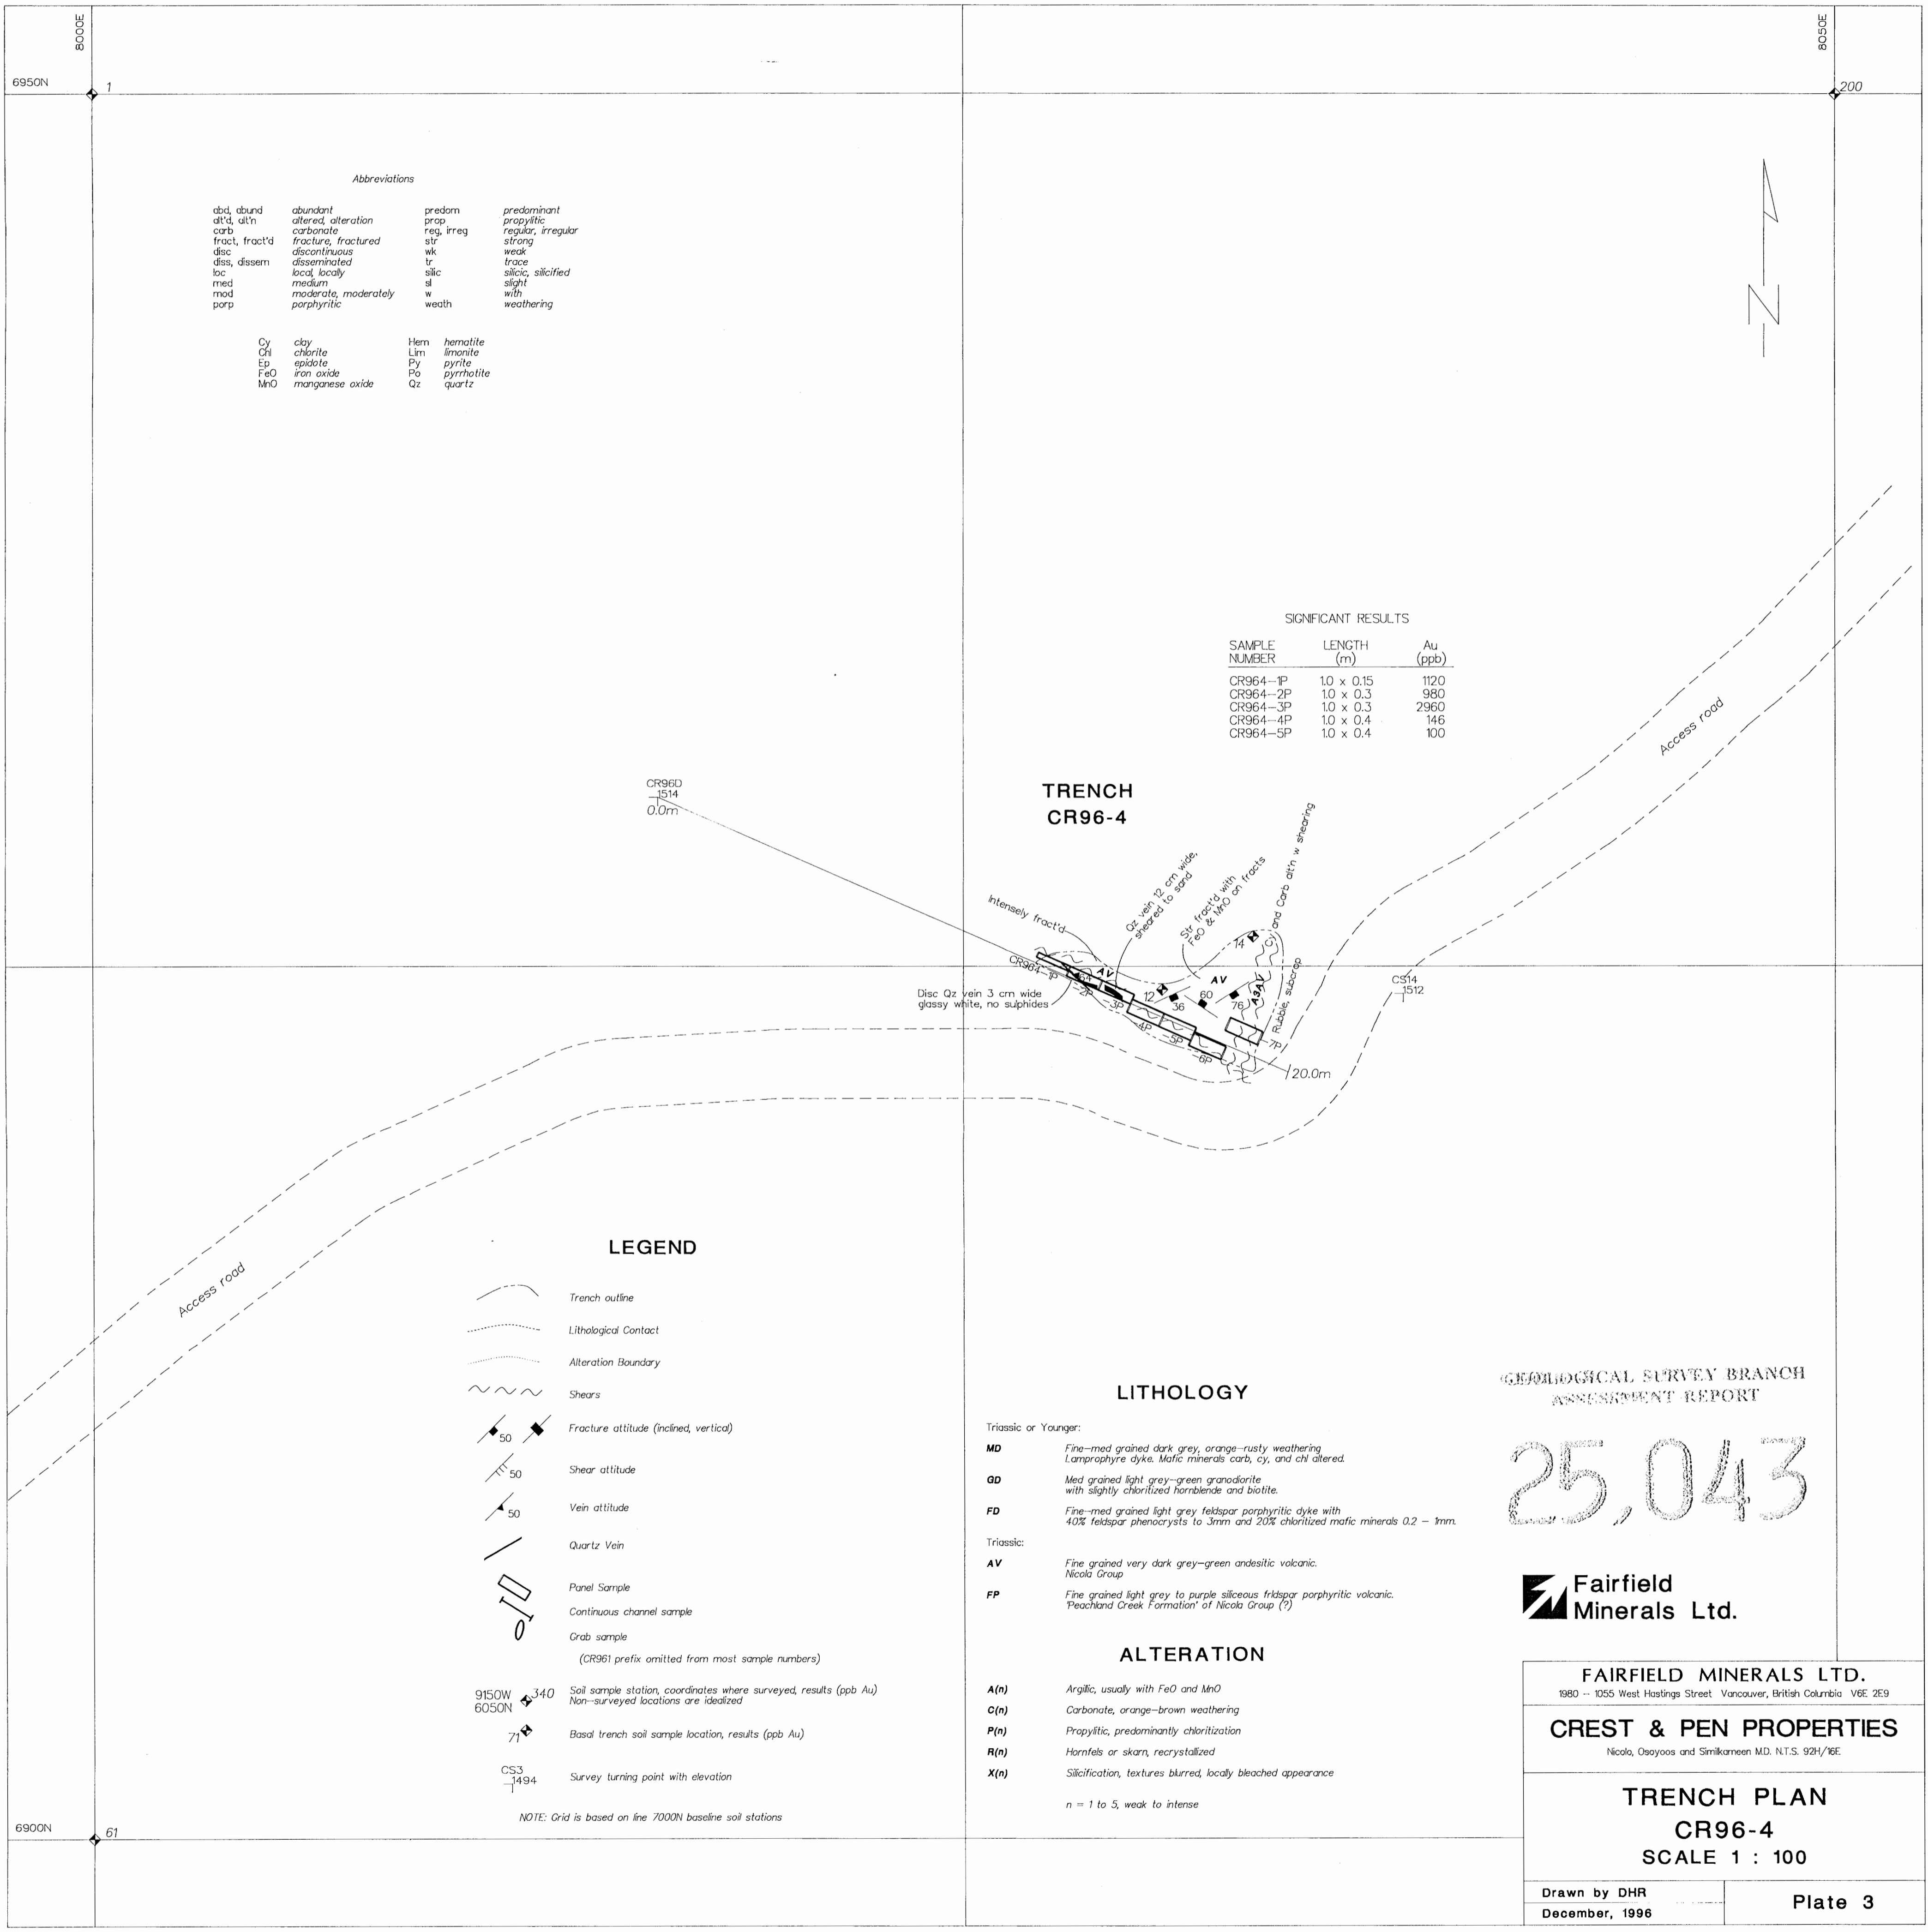 8000E
8050E
6950N
1
200
Abbreviations
abd, abund abundant predom predominant
alt'd, alt'n altered, alteration prop propylitic
carb carbonate reg, irreg regular, irregular
fract, fract'd fracture, fractured str strong
disc discontinuous wk weak
diss, dissem disseminated tr trace
loc local, locally silic silicic, silicified
med medium sl slight
mod moderate, moderately w with
porp porphyritic weath weathering
Cy clay Hem hematite
Chl chlorite Lim limonite
Ep epidote Py pyrite
FeO iron oxide Po pyrrhotite
MnO manganese oxide Qz quartz
N
SIGNIFICANT RESULTS
SAMPLE LENGTH Au
NUMBER (m) (ppb)
CR964-1P 1.0 x 0.15 1120
CR964-2P 1.0 x 0.3 980
CR964-3P 1.0 x 0.3 2960
CR964-4P 1.0 x 0.4 146
CR964-5P 1.0 x 0.4 100
Access road
CR96D
1514
0.0m
TRENCH
CR96-4
Intensely fract'd
Qz vein 12 cm wide,
sheared to sand
Str fract'd with
FeO & MnO on fracts
Cy and Carb alt'n w shearing
14
CR964-1P
64
AV
AV
A3AV
Rubble, subcrop
-2P
-3P
12
36
60
76
Disc Qz vein 3 cm wide
glassy white, no sulphides
-4P
-5P
-6P
-7P
20.0m
CS14
1512
Access road
LEGEND
Trench outline
Lithological Contact
Alteration Boundary
Shears
50 Fracture attitude (inclined, vertical)
50 Shear attitude
50 Vein attitude
Quartz Vein
Panel Sample
Continuous channel sample
Grab sample
(CR961 prefix omitted from most sample numbers)
9150W 340 Soil sample station, coordinates where surveyed, results (ppb Au)
6050N Non-surveyed locations are idealized
71 Basal trench soil sample location, results (ppb Au)
CS3
1494 Survey turning point with elevation
NOTE: Grid is based on line 7000N baseline soil stations
LITHOLOGY
Triassic or Younger:
MD Fine-med grained dark grey, orange-rusty weathering
Lamprophyre dyke. Mafic minerals carb, cy, and chl altered.
GD Med grained light grey-green granodiorite
with slightly chloritized hornblende and biotite.
FD Fine-med grained light grey feldspar porphyritic dyke with
40% feldspar phenocrysts to 3mm and 20% chloritized mafic minerals 0.2 - 1mm.
Triassic:
AV Fine grained very dark grey-green andesitic volcanic.
Nicola Group
FP Fine grained light grey to purple siliceous frldspar porphyritic volcanic.
'Peachland Creek Formation' of Nicola Group (?)
ALTERATION
A(n) Argillic, usually with FeO and MnO
C(n) Carbonate, orange-brown weathering
P(n) Propylitic, predominantly chloritization
R(n) Hornfels or skarn, recrystallized
X(n) Silicification, textures blurred, locally bleached appearance
n = 1 to 5, weak to intense
GEOLOGICAL SURVEY BRANCH
ASSESSMENT REPORT
25,043
Fairfield
Minerals Ltd.
FAIRFIELD MINERALS LTD.
1980 -- 1055 West Hastings Street Vancouver, British Columbia V6E 2E9
CREST & PEN PROPERTIES
Nicola, Osoyoos and Similkameen M.D. N.T.S. 92H/16E
TRENCH PLAN
CR96-4
SCALE 1 : 100
Drawn by DHR
December, 1996
Plate 3
6900N
61